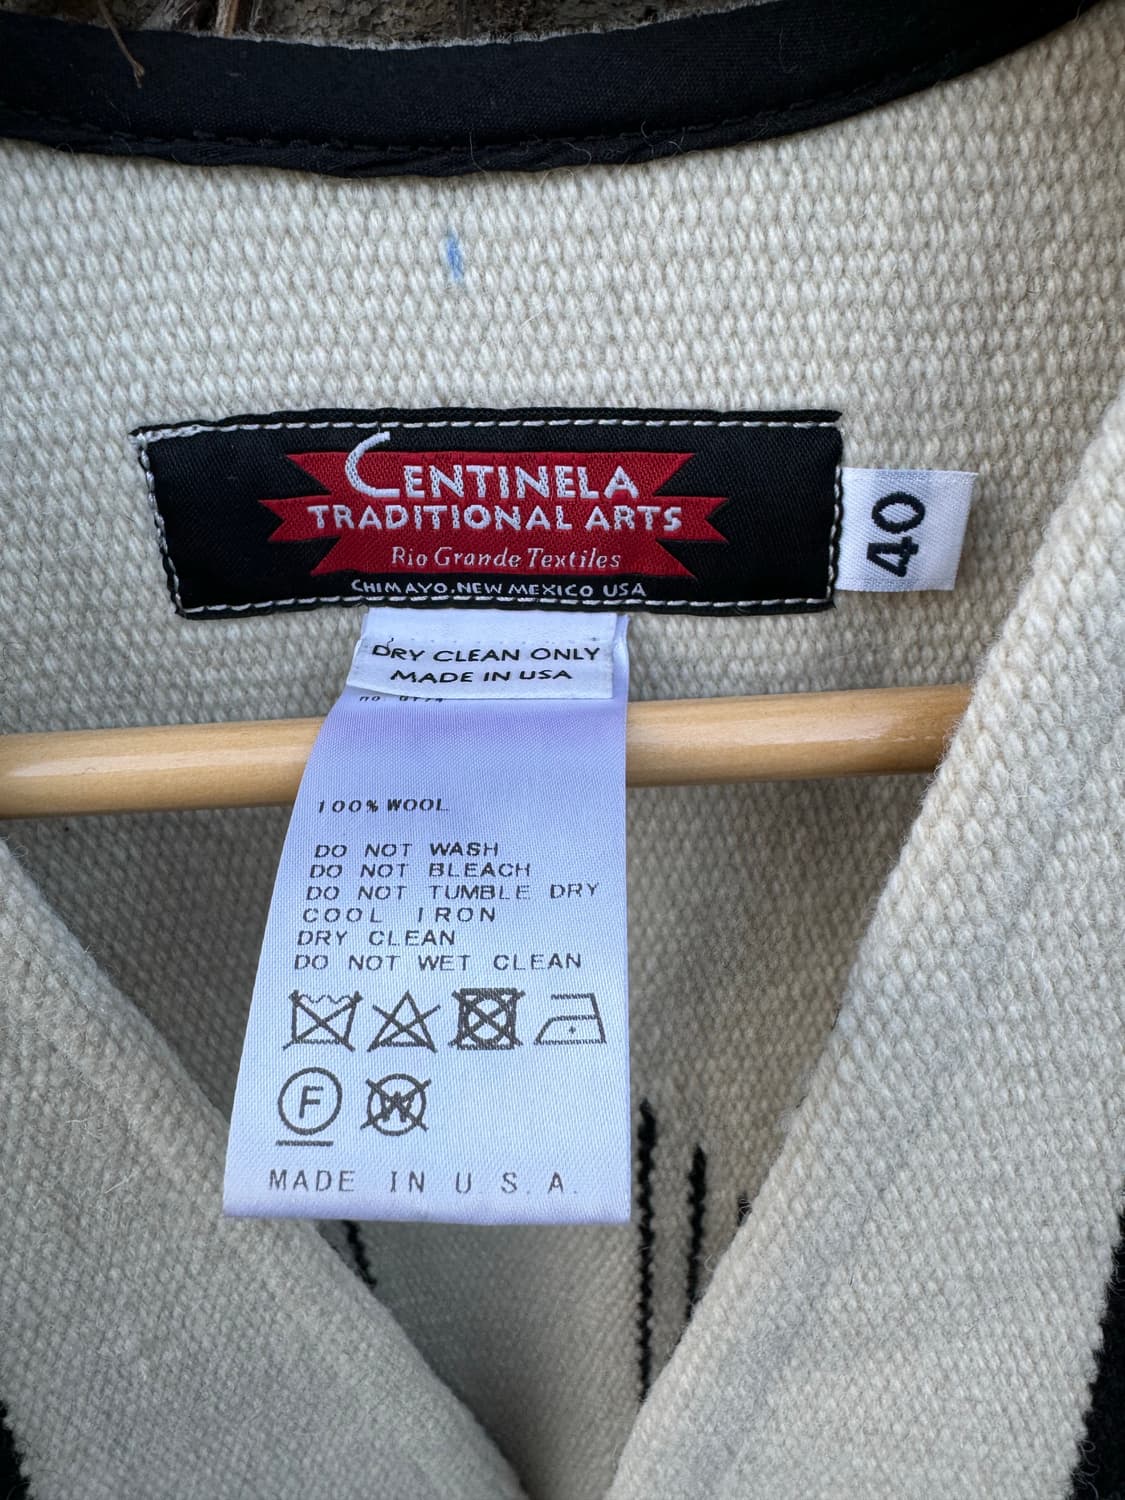 CENTINELA
TRADITIONAL ARTS
Rio Grande Textiles
CHIMAYO, NEW MEXICO USA
40
DRY CLEAN ONLY
MADE IN USA
100% WOOL
DO NOT WASH
DO NOT BLEACH
DO NOT TUMBLE DRY
COOL IRON
DRY CLEAN
DO NOT WET CLEAN
F
W
MADE IN U.S.A.